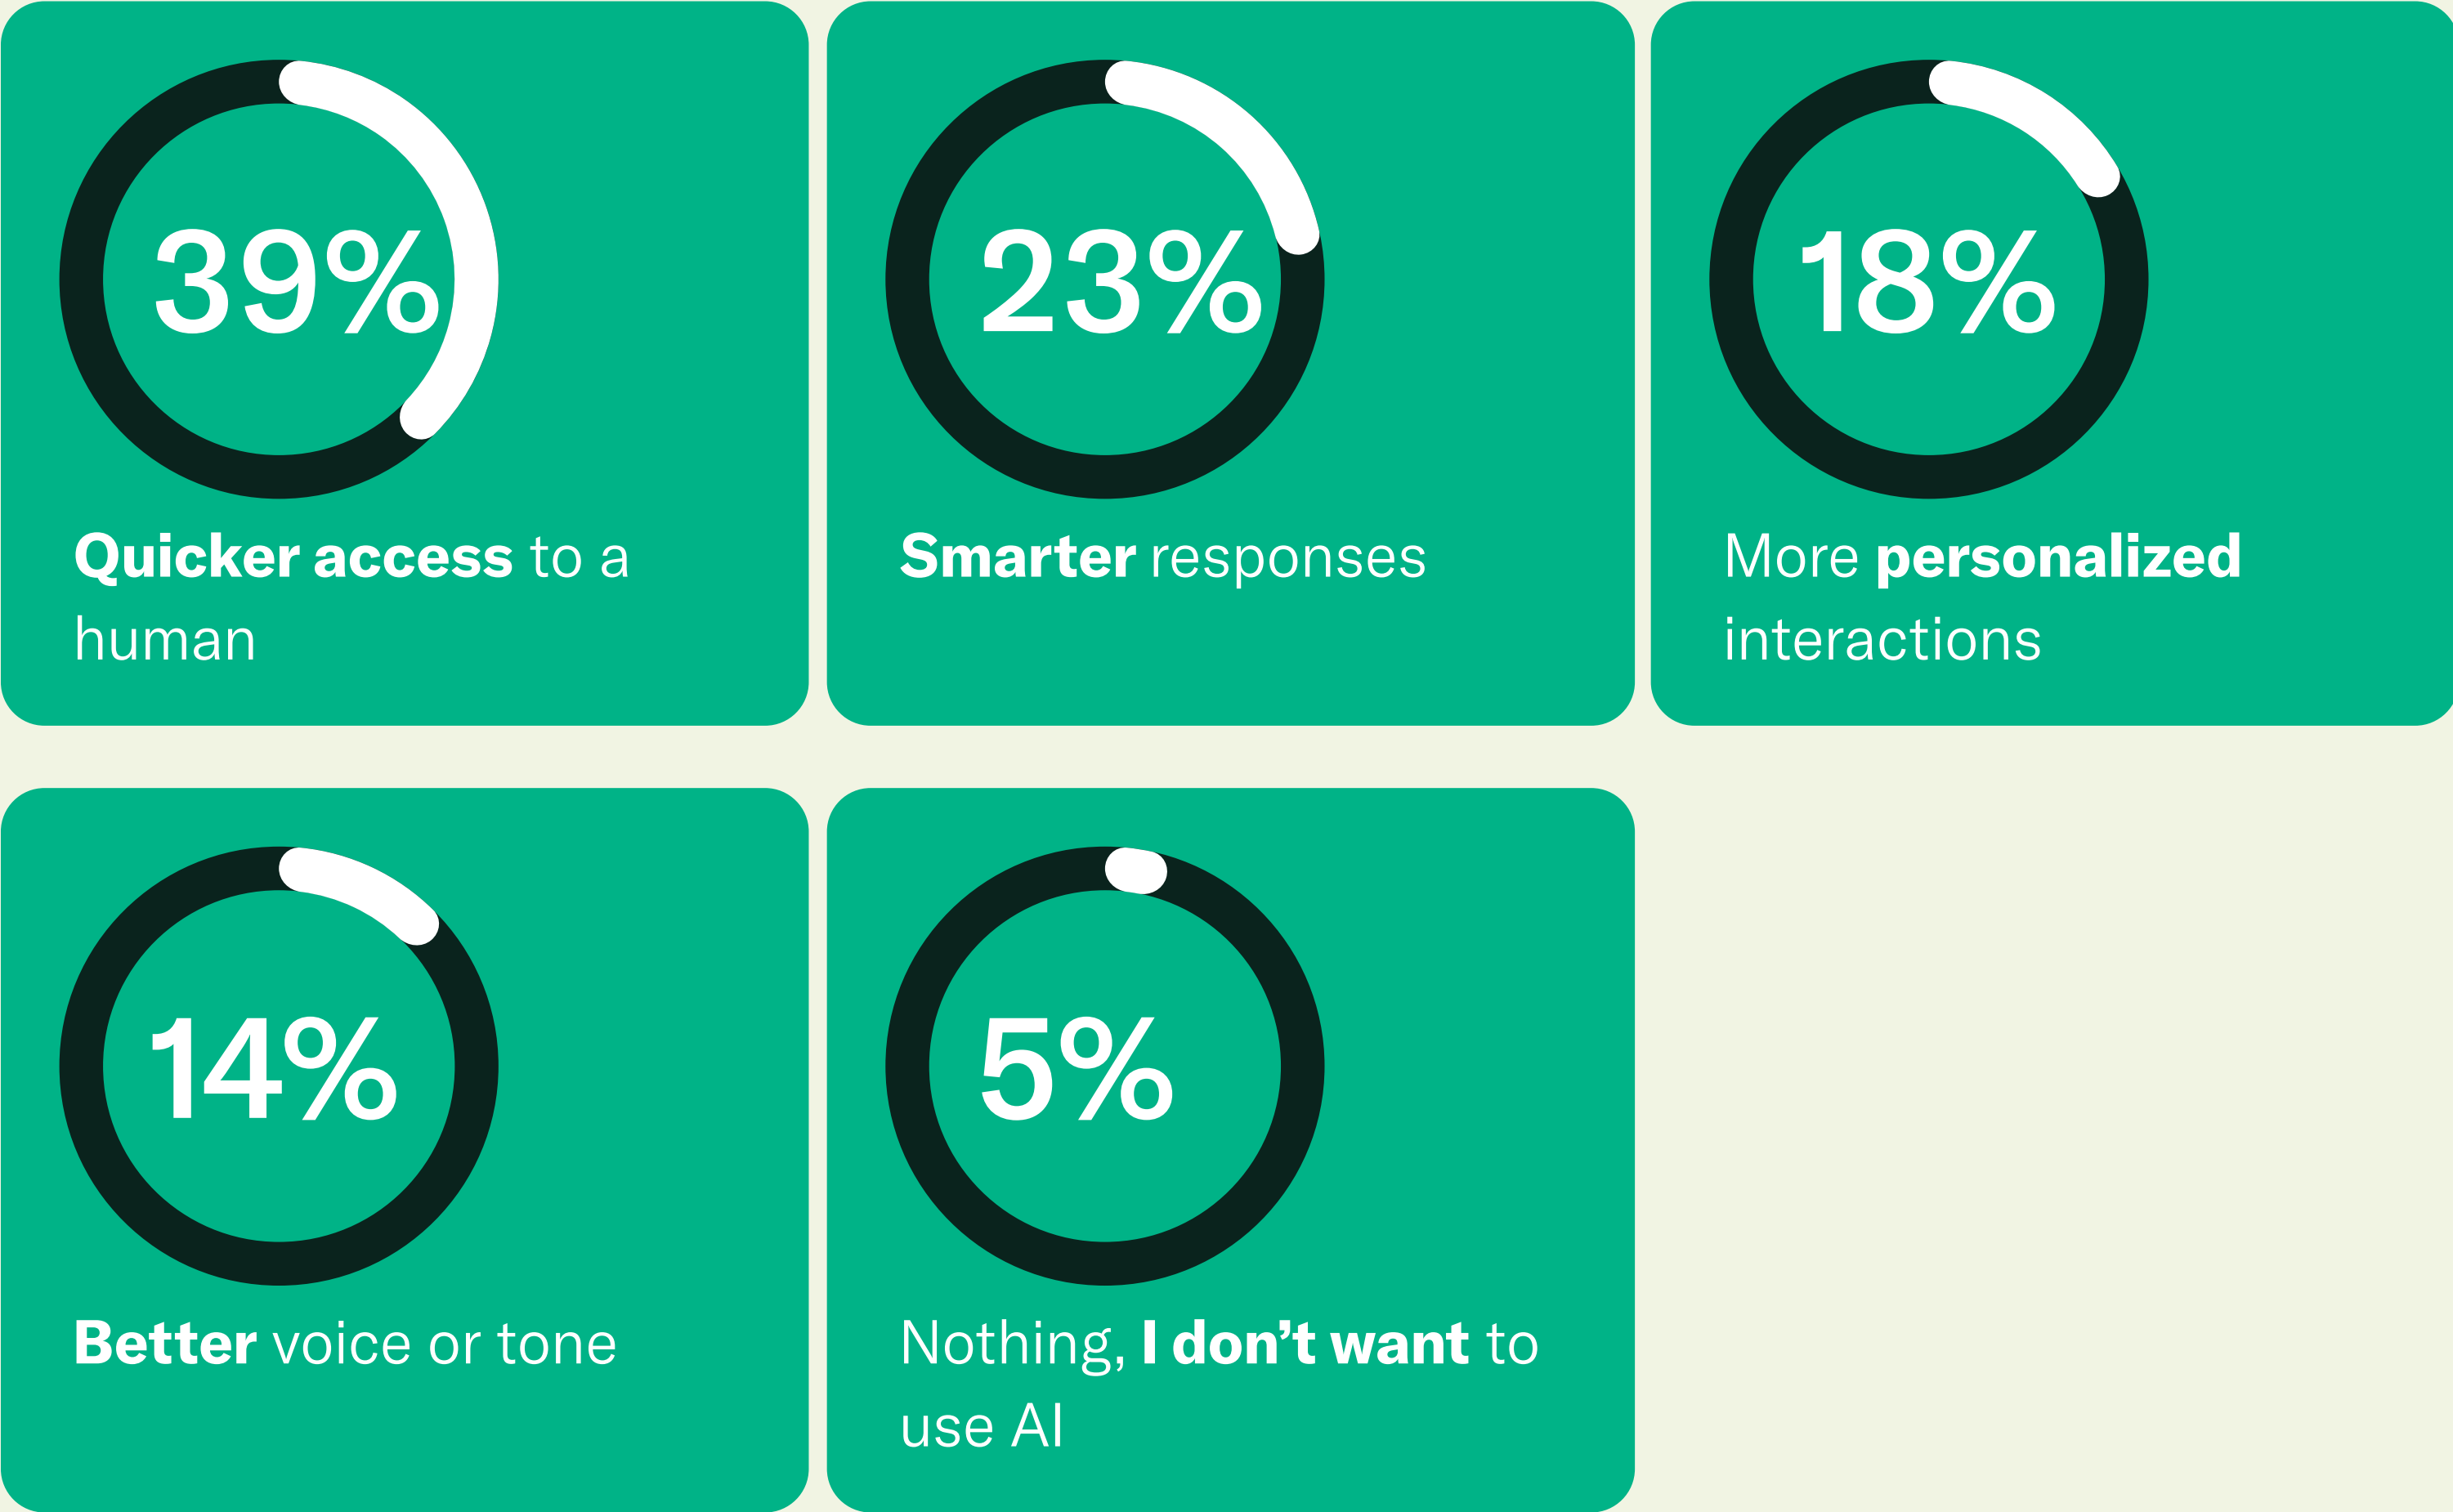 39%
Quicker access to a
human
23%
Smarter responses
18%
More personalized
interactions
14%
Better voice or tone
5%
Nothing, I don’t want to
use AI